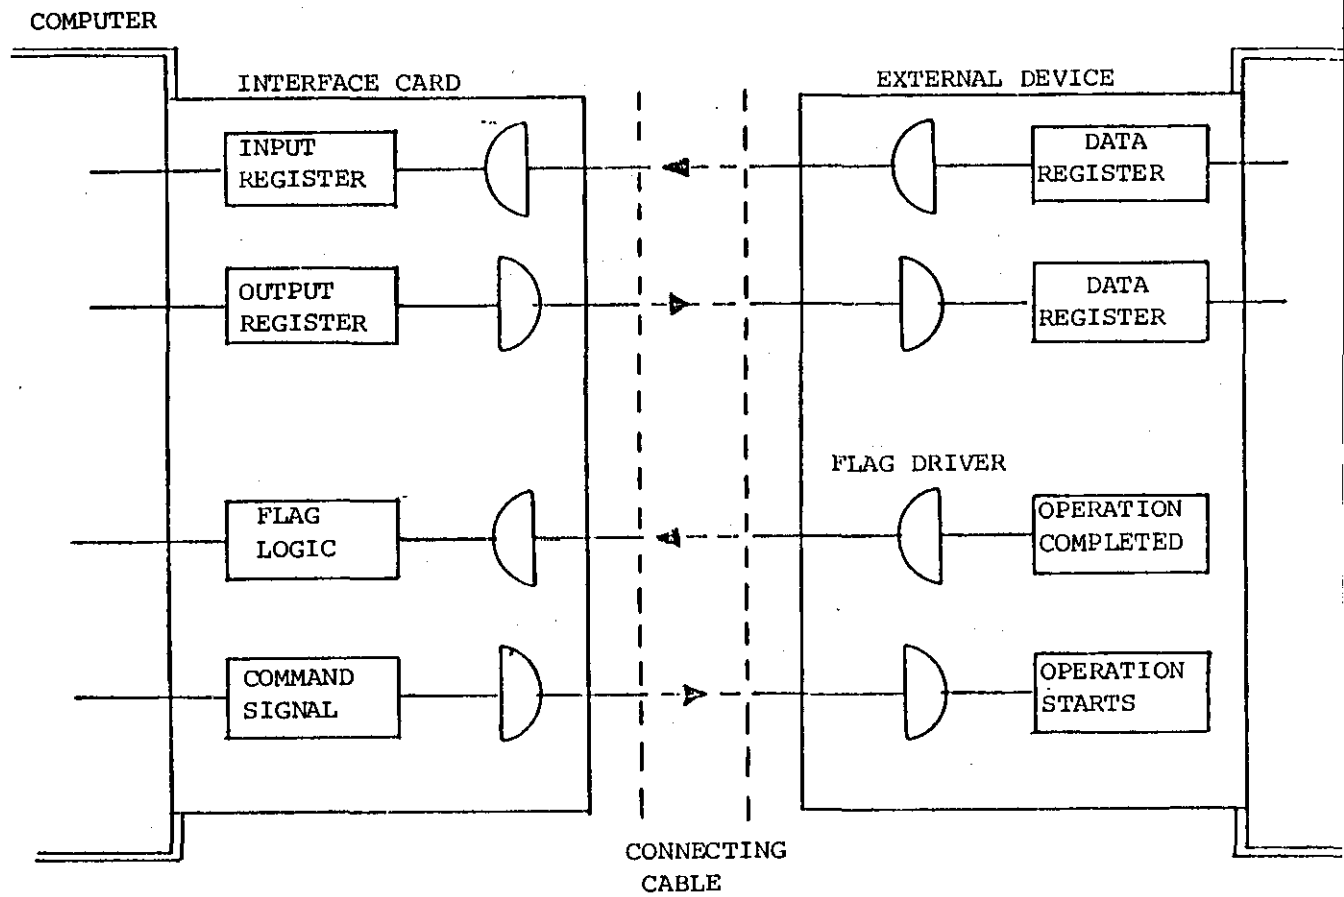 COMPUTER
INTERFACE CARD
EXTERNAL DEVICE
INPUT
REGISTER
DATA
REGISTER
OUTPUT
REGISTER
DATA
REGISTER
FLAG DRIVER
FLAG
LOGIC
OPERATION
COMPLETED
COMMAND
SIGNAL
OPERATION
STARTS
CONNECTING
CABLE